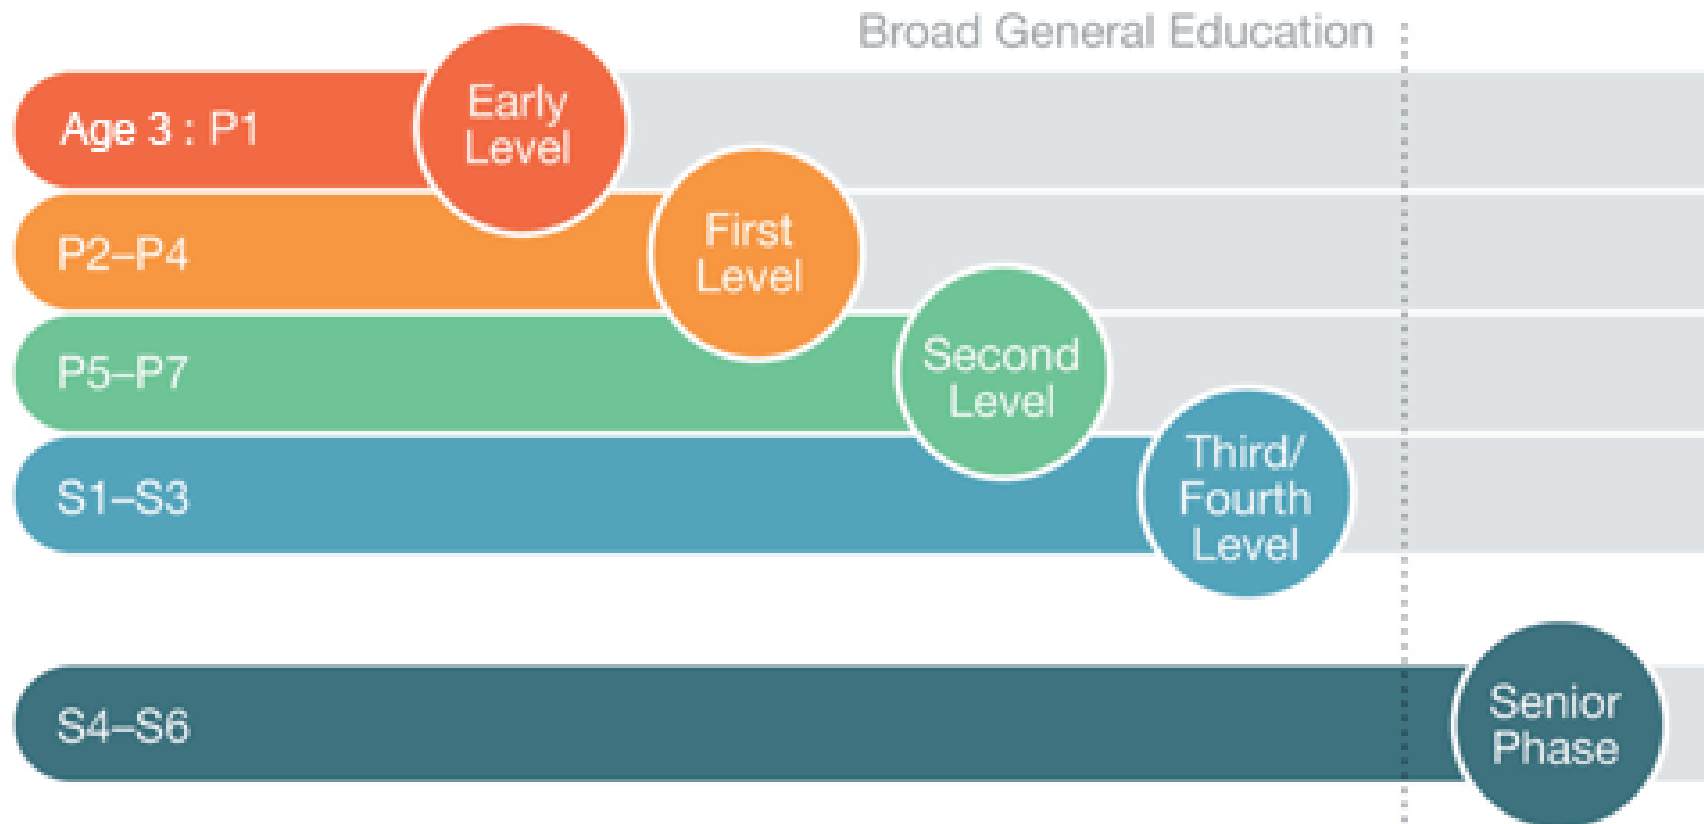 Broad General Education
Age 3 : P1
Early
Level
P2–P4
First
Level
P5–P7
Second
Level
S1–S3
Third/
Fourth
Level
S4–S6
Senior
Phase